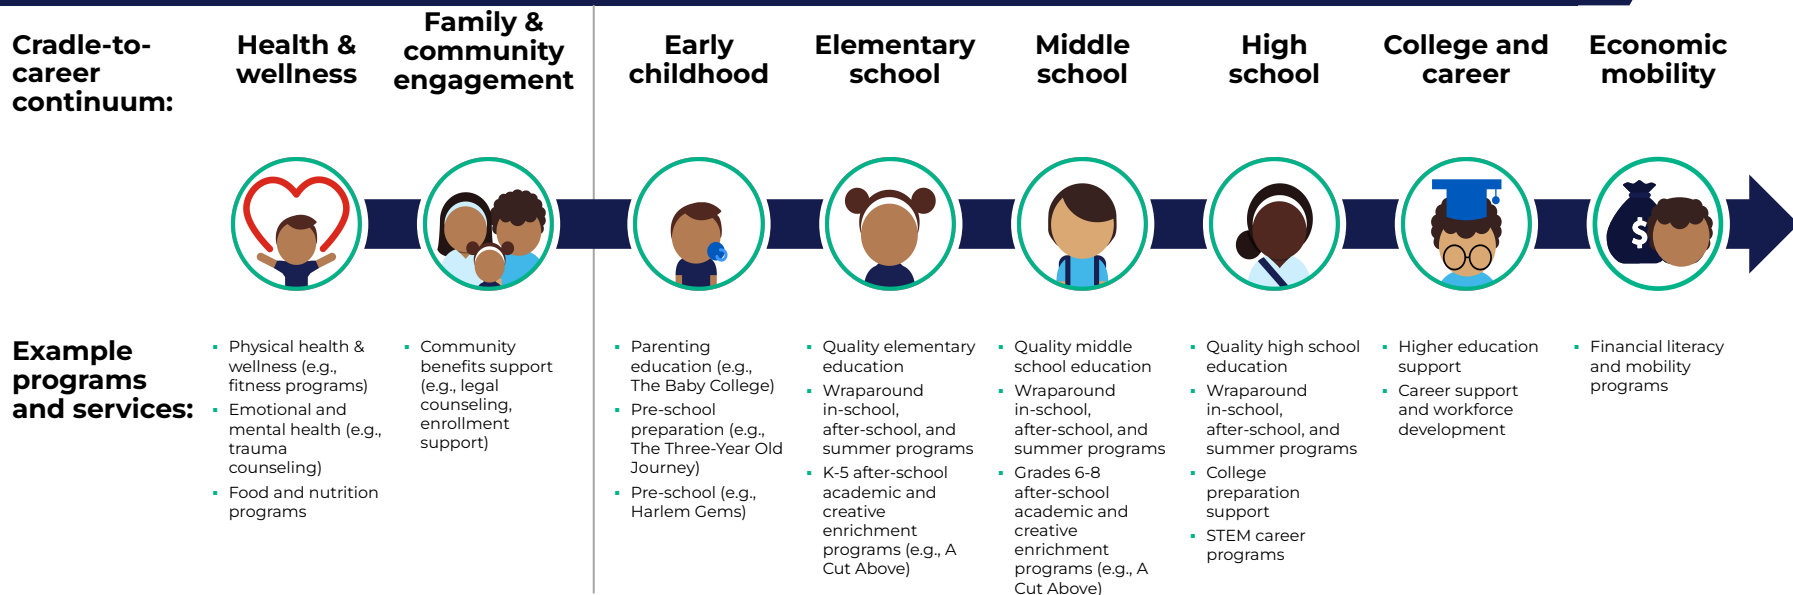 Cradle-to-
career
continuum:
Health &
wellness
Family &
community
engagement
Early
childhood
Elementary
school
Middle
school
High
school
College and
career
Economic
mobility
$
Example
programs
and services:
▪ Physical health &
wellness (e.g.,
fitness programs)
▪ Emotional and
mental health (e.g.,
trauma
counseling)
▪ Food and nutrition
programs
▪ Community
benefits support
(e.g., legal
counseling,
enrollment
support)
▪ Parenting
education (e.g.,
The Baby College)
▪ Pre-school
preparation (e.g.,
The Three-Year Old
Journey)
▪ Pre-school (e.g.,
Harlem Gems)
▪ Quality elementary
education
▪ Wraparound
in-school,
after-school, and
summer programs
▪ K-5 after-school
academic and
creative
enrichment
programs (e.g., A
Cut Above)
▪ Quality middle
school education
▪ Wraparound
in-school,
after-school, and
summer programs
▪ Grades 6-8
after-school
academic and
creative
enrichment
programs (e.g., A
Cut Above)
▪ Quality high school
education
▪ Wraparound
in-school,
after-school, and
summer programs
▪ College
preparation
support
▪ STEM career
programs
▪ Higher education
support
▪ Career support
and workforce
development
▪ Financial literacy
and mobility
programs